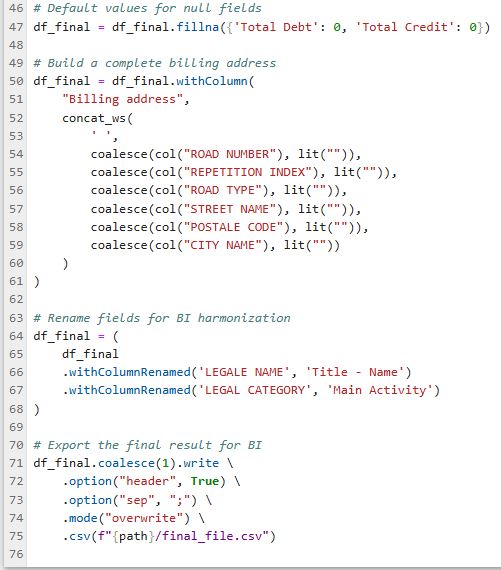 46 # Default values for null fields
47 df_final = df_final.fillna({'Total Debt': 0, 'Total Credit': 0})
48
49 # Build a complete billing address
50 df_final = df_final.withColumn(
51     "Billing address",
52     concat_ws(
53         ' ',
54         coalesce(col("ROAD NUMBER"), lit("")),
55         coalesce(col("REPETITION INDEX"), lit("")),
56         coalesce(col("ROAD TYPE"), lit("")),
57         coalesce(col("STREET NAME"), lit("")),
58         coalesce(col("POSTALE CODE"), lit("")),
59         coalesce(col("CITY NAME"), lit(""))
60     )
61 )
62
63 # Rename fields for BI harmonization
64 df_final = (
65     df_final
66     .withColumnRenamed('LEGALE NAME', 'Title - Name')
67     .withColumnRenamed('LEGAL CATEGORY', 'Main Activity')
68 )
69
70 # Export the final result for BI
71 df_final.coalesce(1).write \
72     .option("header", True) \
73     .option("sep", ";") \
74     .mode("overwrite") \
75     .csv(f"{path}/final_file.csv")
76